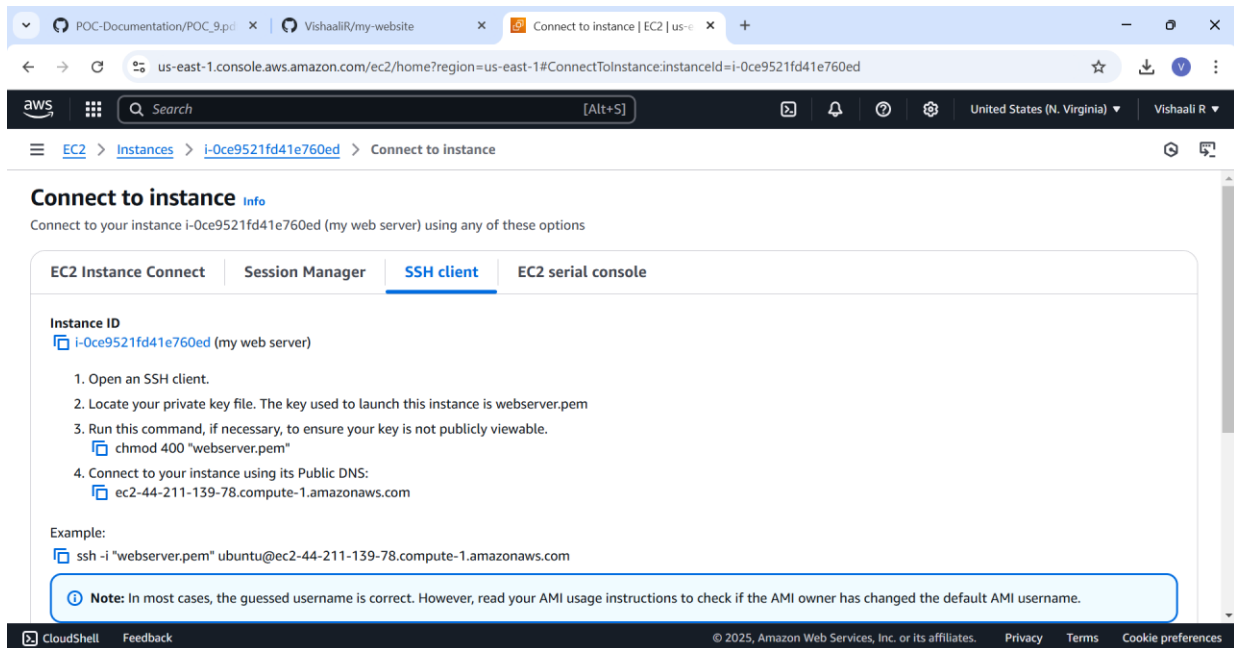 POC-Documentation/POC_9.pd
VishaaliR/my-website
Connect to instance | EC2 | us-e
us-east-1.console.aws.amazon.com/ec2/home?region=us-east-1#ConnectToInstance:instanceId=i-0ce9521fd41e760ed
V
aws
Search
[Alt+S]
United States (N. Virginia)
Vishaali R
EC2 > Instances > i-0ce9521fd41e760ed > Connect to instance
Connect to instance Info
Connect to your instance i-0ce9521fd41e760ed (my web server) using any of these options
EC2 Instance Connect
Session Manager
SSH client
EC2 serial console
Instance ID
i-0ce9521fd41e760ed (my web server)
1. Open an SSH client.
2. Locate your private key file. The key used to launch this instance is webserver.pem
3. Run this command, if necessary, to ensure your key is not publicly viewable.
chmod 400 "webserver.pem"
4. Connect to your instance using its Public DNS:
ec2-44-211-139-78.compute-1.amazonaws.com
Example:
ssh -i "webserver.pem" ubuntu@ec2-44-211-139-78.compute-1.amazonaws.com
Note: In most cases, the guessed username is correct. However, read your AMI usage instructions to check if the AMI owner has changed the default AMI username.
CloudShell
Feedback
© 2025, Amazon Web Services, Inc. or its affiliates.
Privacy
Terms
Cookie preferences